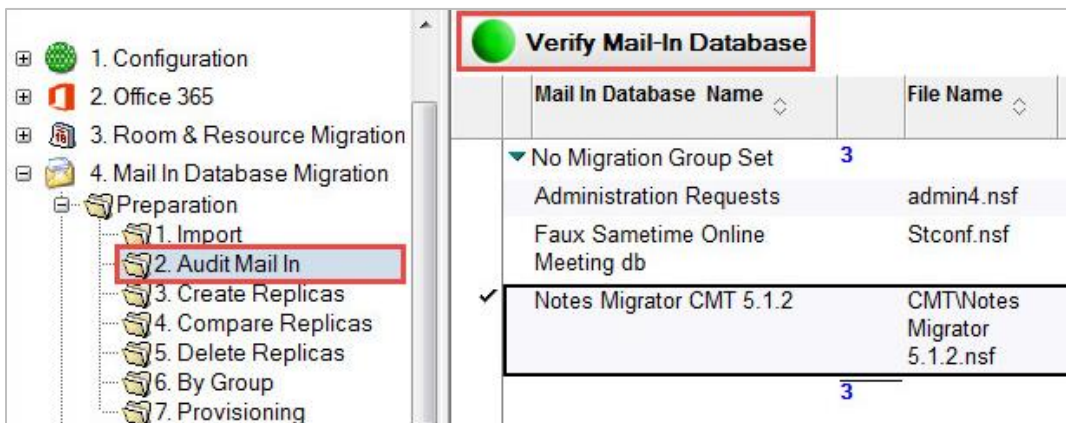 1. Configuration
2. Office 365
3. Room & Resource Migration
4. Mail In Database Migration
Preparation
1. Import
2. Audit Mail In
3. Create Replicas
4. Compare Replicas
5. Delete Replicas
6. By Group
7. Provisioning
Verify Mail-In Database
Mail In Database Name File Name
No Migration Group Set 3
Administration Requests admin4.nsf
Faux Sametime Online Stconf.nsf
Meeting db
Notes Migrator CMT 5.1.2 CMT\Notes
Migrator
5.1.2.nsf
3